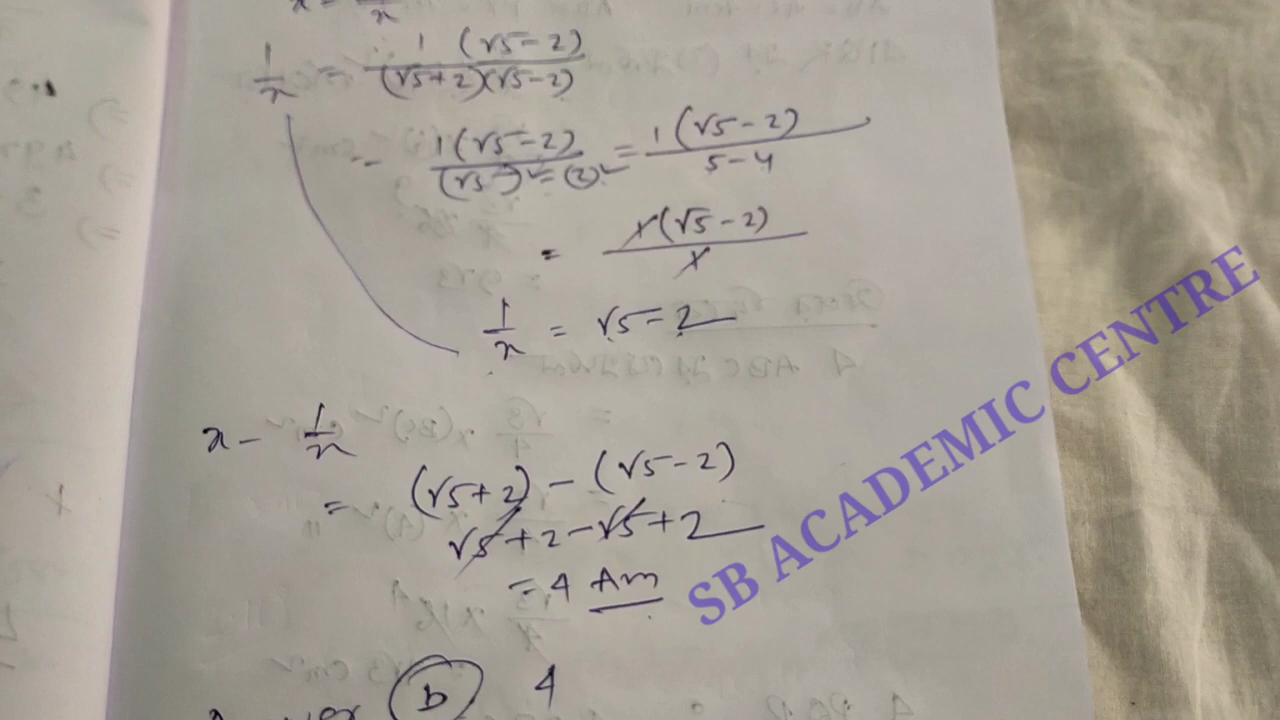 1/x = 1 (√5-2) / (√5+2)(√5-2)
= 1(√5-2) / (√5)² = (2)² = 1(√5-2) / 5-4
= 1(√5-2) / 1
1/x = √5-2
x - 1/x
= (√5+2) - (√5-2)
√5+2-√5+2
= 4 Ans
Answer (b) 4
SB ACADEMIC CENTRE